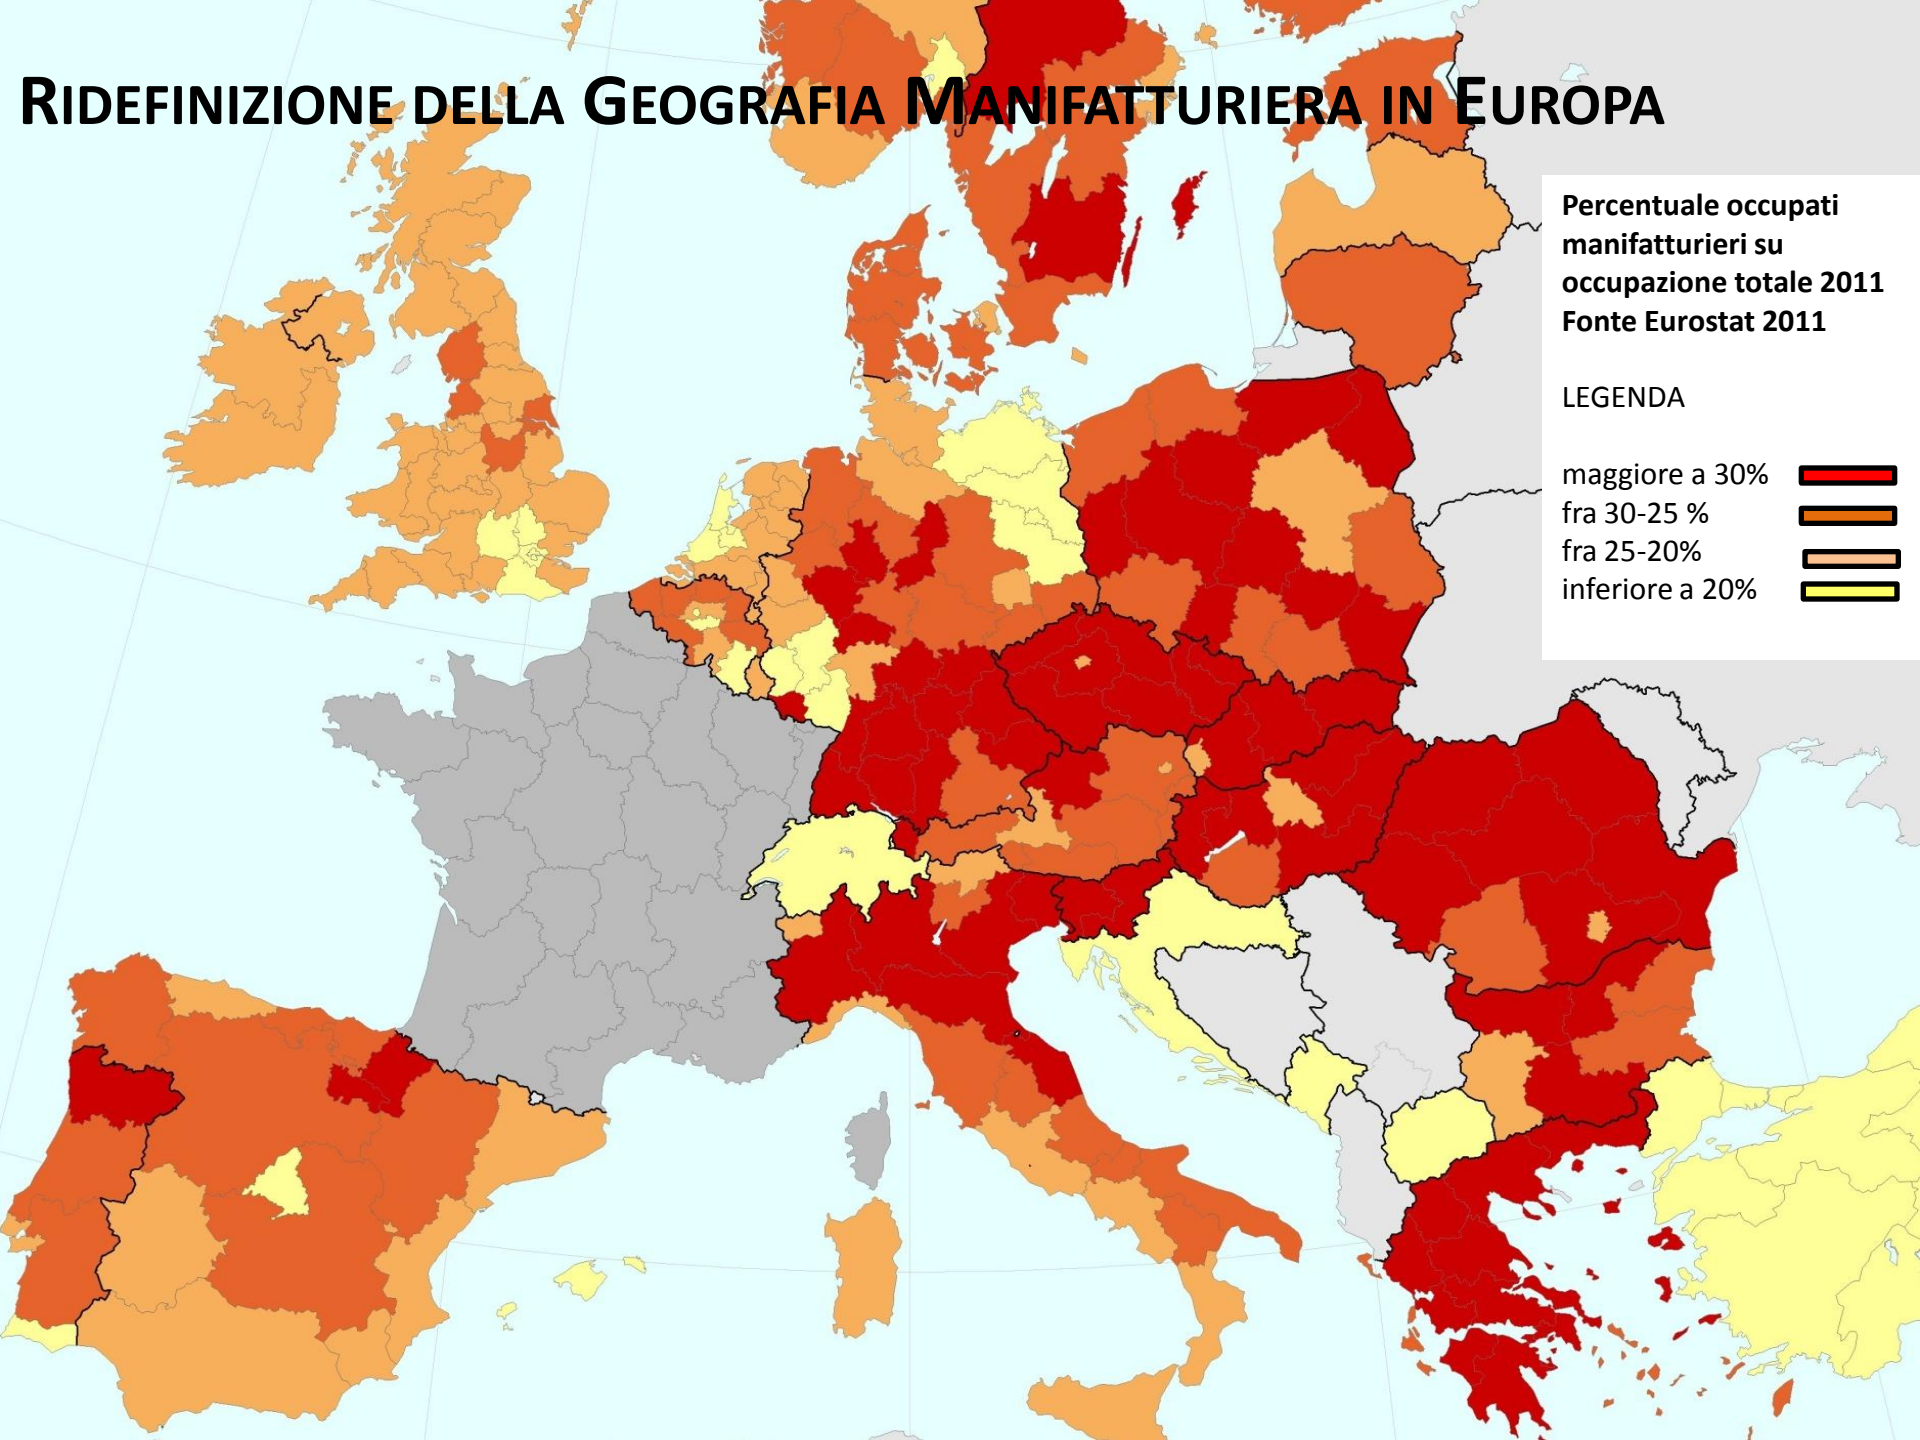 RIDEFINIZIONE DELLA GEOGRAFIA MANIFATTURIERA IN EUROPA
Percentuale occupati
manifatturieri su
occupazione totale 2011
Fonte Eurostat 2011
LEGENDA
maggiore a 30%
fra 30-25 %
fra 25-20%
inferiore a 20%